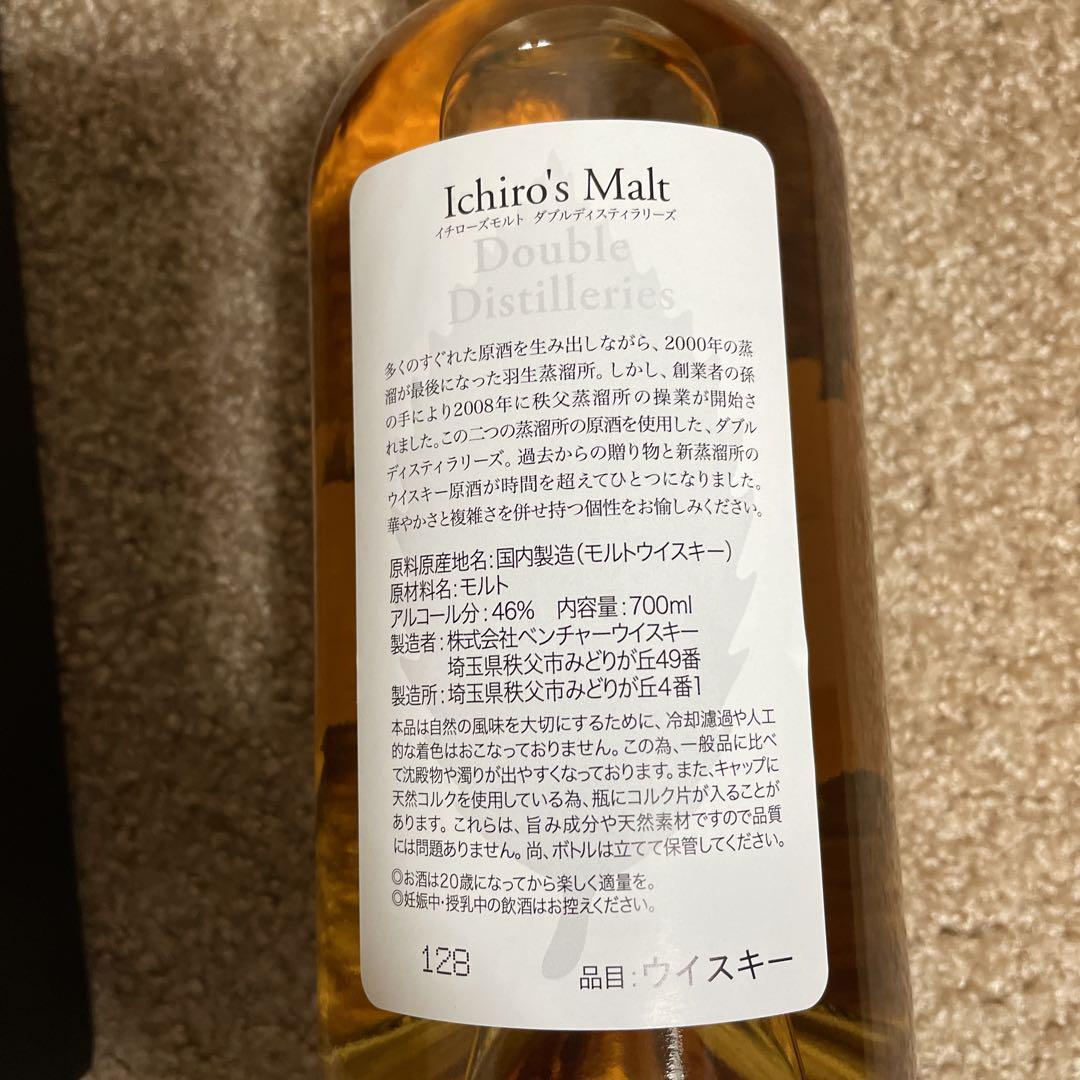 Ichiro's Malt
イチローズモルト ダブルディスティラリーズ
Double
Distilleries
多くのすぐれた原酒を生み出しながら、2000年の蒸
溜が最後になった羽生蒸溜所。しかし、創業者の孫
の手により2008年に秩父蒸溜所の操業が開始さ
れました。この二つの蒸溜所の原酒を使用した、ダブル
ディスティラリーズ。過去からの贈り物と新蒸溜所の
ウイスキー原酒が時間を超えてひとつになりました。
華やかさと複雑さを併せ持つ個性をお愉しみください。
原料原産地名:国内製造(モルトウイスキー)
原材料名:モルト
アルコール分:46% 内容量:700ml
製造者:株式会社ベンチャーウイスキー
埼玉県秩父市みどりが丘49番
製造所:埼玉県秩父市みどりが丘4番1
本品は自然の風味を大切にするために、冷却濾過や人工
的な着色はおこなっておりません。この為、一般品に比べ
て沈殿物や濁りが出やすくなっております。また、キャップに
天然コルクを使用している為、瓶にコルク片が入ることが
あります。これらは、旨み成分や天然素材ですので品質
には問題ありません。尚、ボトルは立てて保管してください。
◎お酒は20歳になってから楽しく適量を。
◎妊娠中・授乳中の飲酒はお控えください。
128
品目:ウイスキー